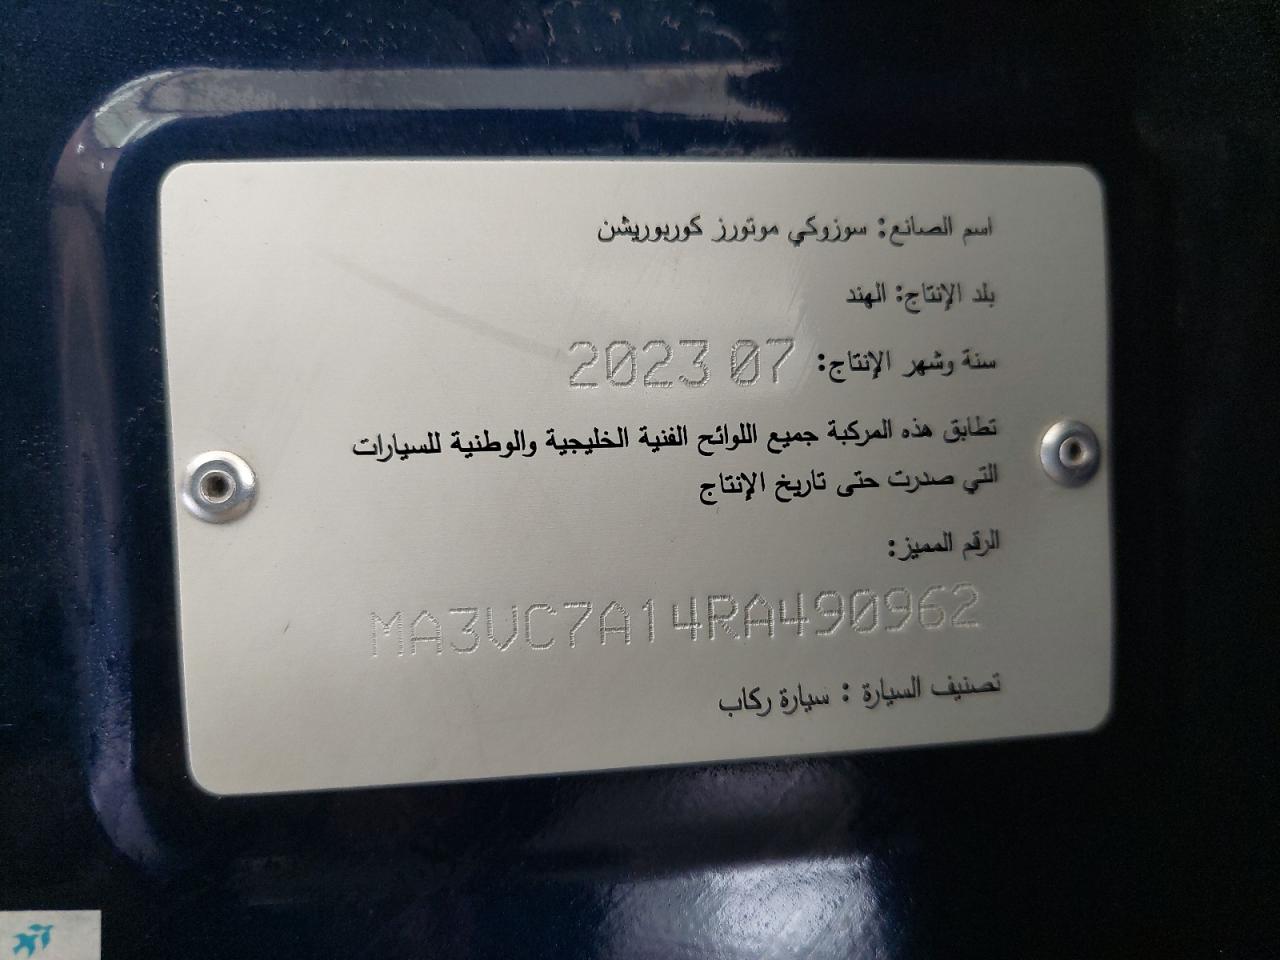 اسم الصانع: سوزوكي موتورز كوربوريشن
بلد الإنتاج: الهند
سنة وشهر الإنتاج: 2023 07
تطابق هذه المركبة جميع اللوائح الفنية الخليجية والوطنية للسيارات
التي صدرت حتى تاريخ الإنتاج
الرقم المميز:
MA3VC7A14RA490962
تصنيف السيارة : سيارة ركاب